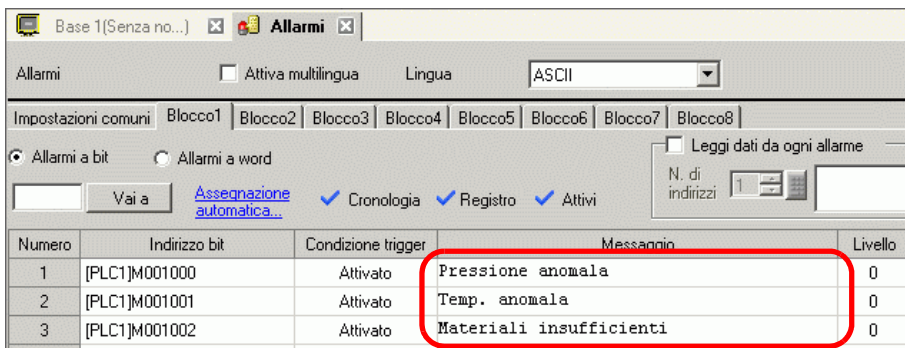 Base 1(Senza no...) Allarmi
Allarmi Attiva multilingua Lingua ASCII
Impostazioni comuni Blocco1 Blocco2 Blocco3 Blocco4 Blocco5 Blocco6 Blocco7 Blocco8
Allarmi a bit Allarmi a word Leggi dati da ogni allarme
Vai a Assegnazione automatica... Cronologia Registro Attivi N. di indirizzi 1
Numero Indirizzo bit Condizione trigger Messaggio Livello
1 [PLC1]M001000 Attivato Pressione anomala 0
2 [PLC1]M001001 Attivato Temp. anomala 0
3 [PLC1]M001002 Attivato Materiali insufficienti 0